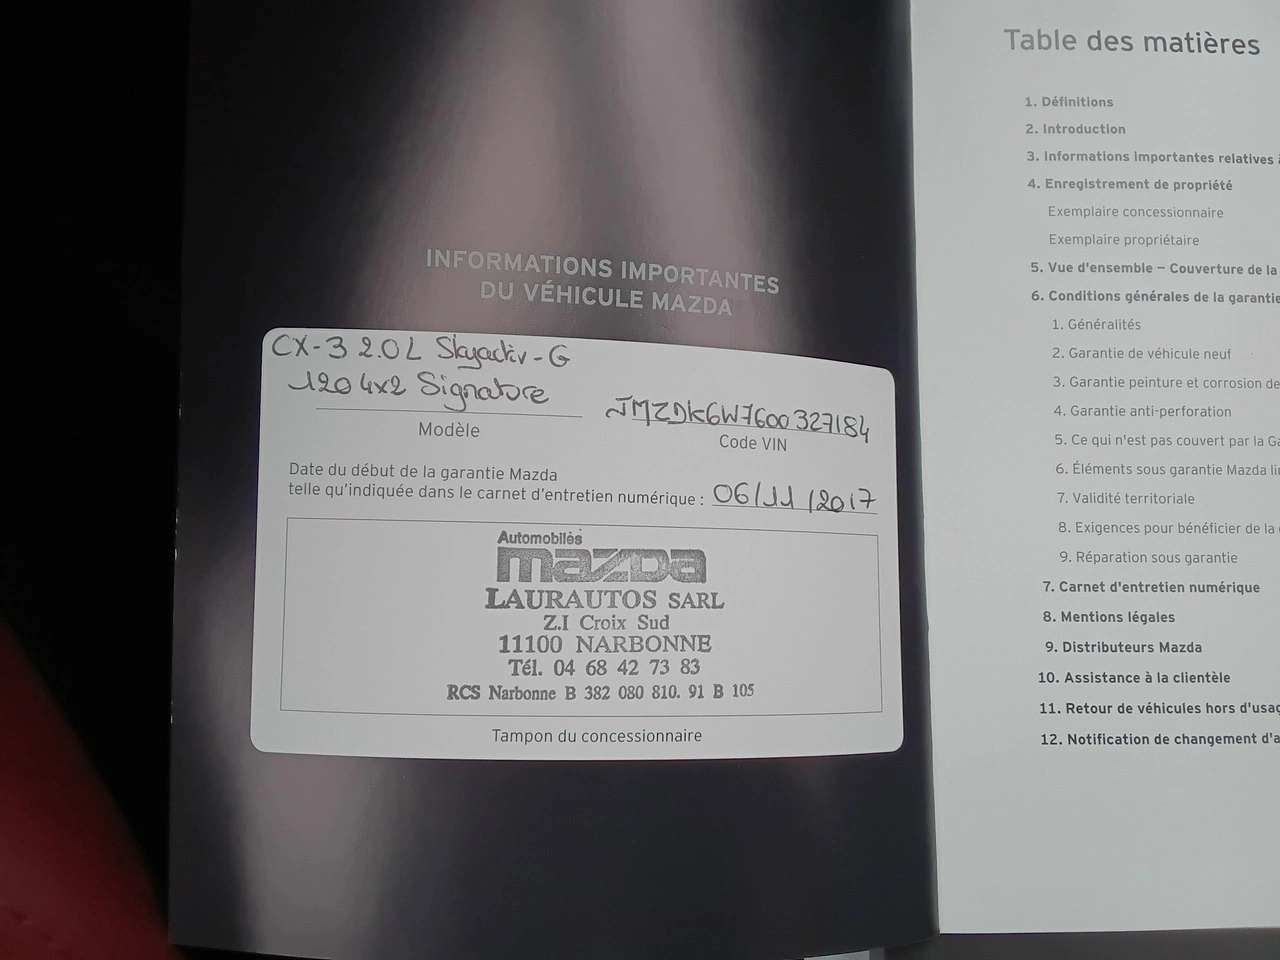 INFORMATIONS IMPORTANTES
DU VÉHICULE MAZDA
CX-3 2.0L Skyactiv-G
120 4x2 Signature
Modèle
JMZDK6W7600327184
Code VIN
Date du début de la garantie Mazda
telle qu'indiquée dans le carnet d'entretien numérique : 06/11/2017
Automobiles
mazda
LAURAUTOS SARL
Z.I Croix Sud
11100 NARBONNE
Tél. 04 68 42 73 83
RCS Narbonne B 382 080 810. 91 B 105
Tampon du concessionnaire
Table des matières
1. Définitions
2. Introduction
3. Informations importantes relatives à
4. Enregistrement de propriété
Exemplaire concessionnaire
Exemplaire propriétaire
5. Vue d'ensemble – Couverture de la
6. Conditions générales de la garantie
1. Généralités
2. Garantie de véhicule neuf
3. Garantie peinture et corrosion de
4. Garantie anti-perforation
5. Ce qui n'est pas couvert par la Ga
6. Éléments sous garantie Mazda lim
7. Validité territoriale
8. Exigences pour bénéficier de la
9. Réparation sous garantie
7. Carnet d'entretien numérique
8. Mentions légales
9. Distributeurs Mazda
10. Assistance à la clientèle
11. Retour de véhicules hors d'usag
12. Notification de changement d'a